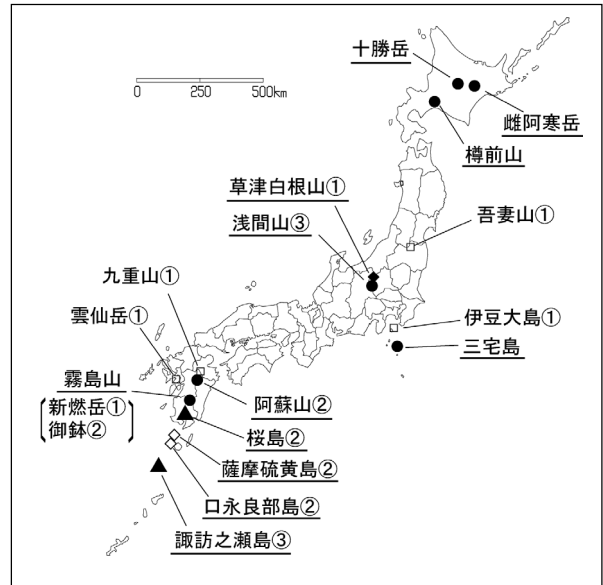 十勝岳
0 250 500km
雌阿寒岳
樽前山
草津白根山①
吾妻山①
浅間山③
九重山①
雲仙岳①
伊豆大島①
三宅島
霧島山
新燃岳①
御鉢②
阿蘇山②
桜島②
薩摩硫黄島②
口永良部島②
諏訪之瀬島③